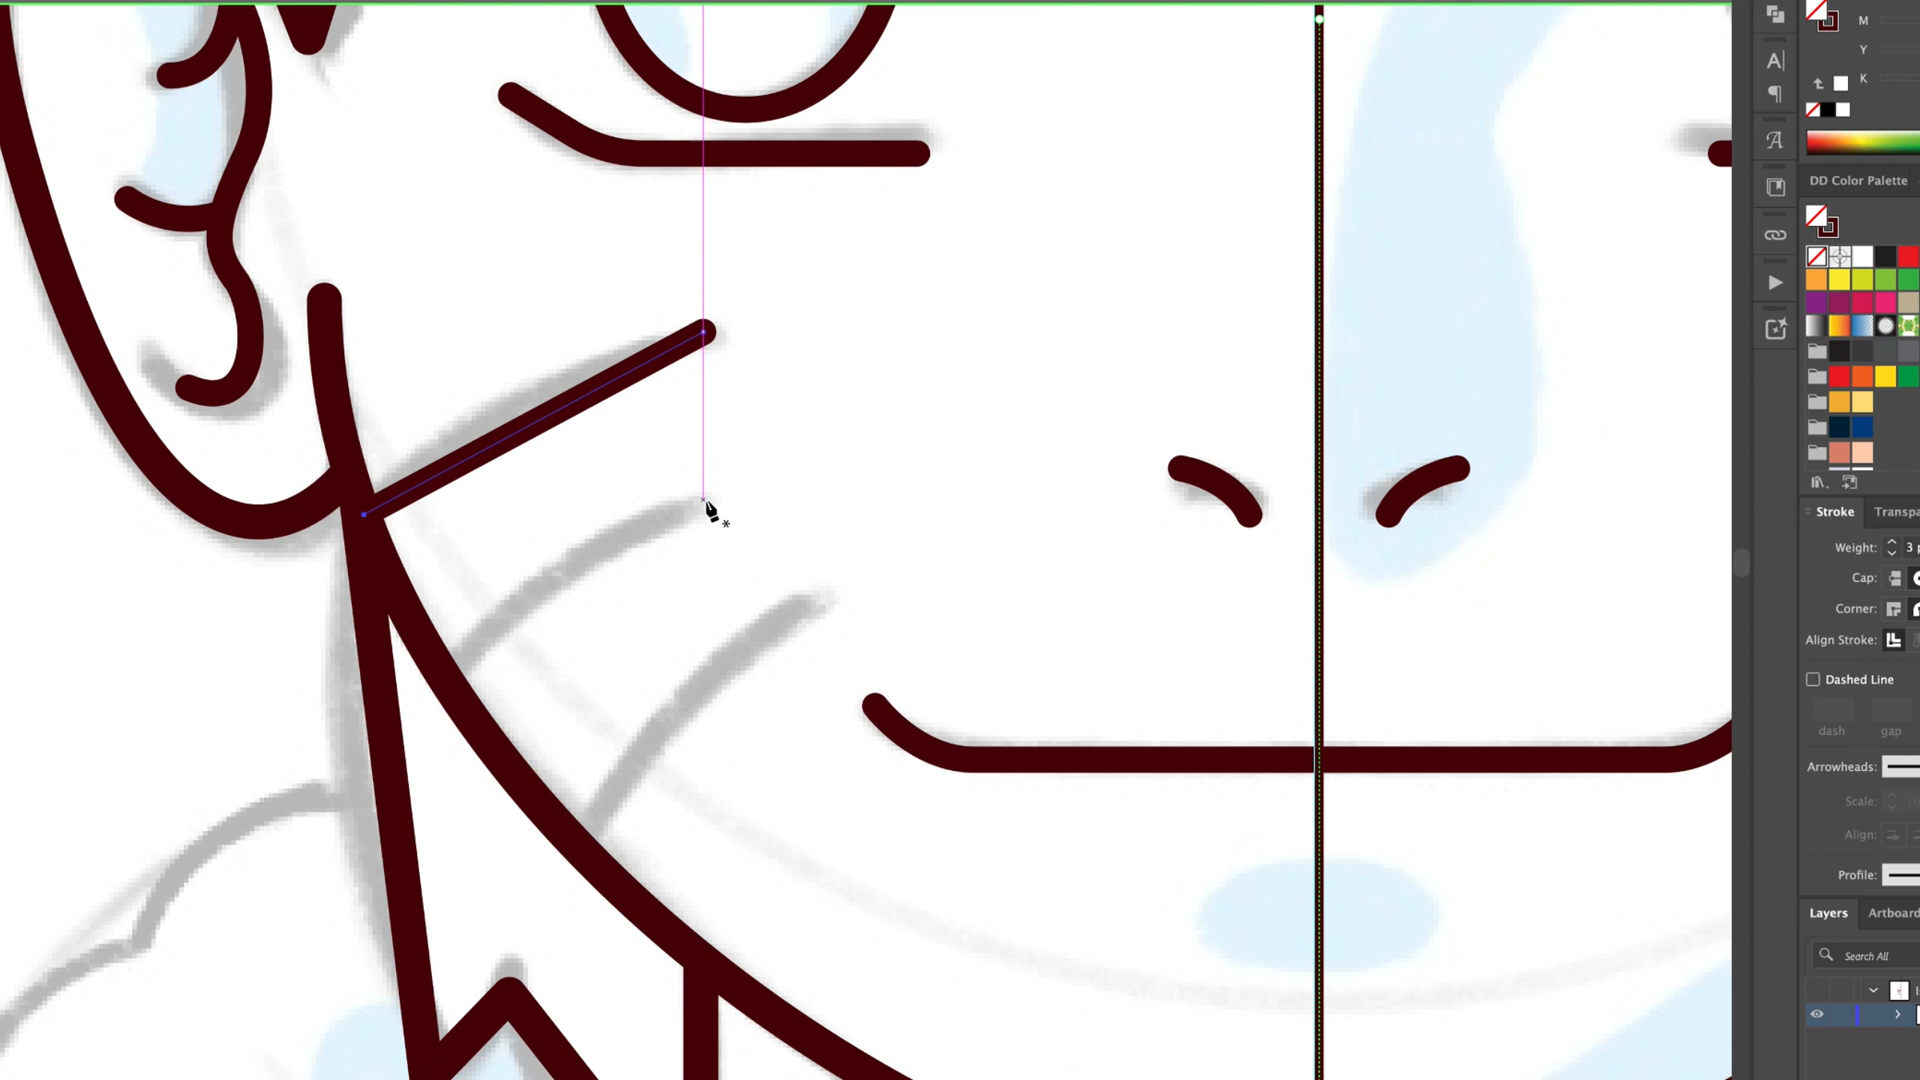 M
Y
K
DD Color Palette
Stroke
Transpa
Weight:
3 p
Cap:
Corner:
Align Stroke:
Dashed Line
dash
gap
Arrowheads:
Scale:
Align:
Profile:
Layers
Artboard
Search All